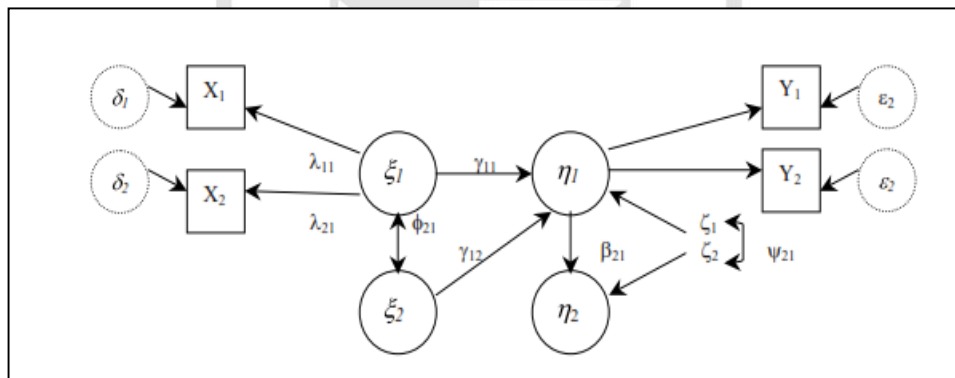 δ1 X1 Y1 ε2
λ11 ξ1 γ11 η1
δ2 X2 Y2 ε2
λ21 ϕ21 γ12 β21 ζ1
ζ2 ψ21
ξ2 η2